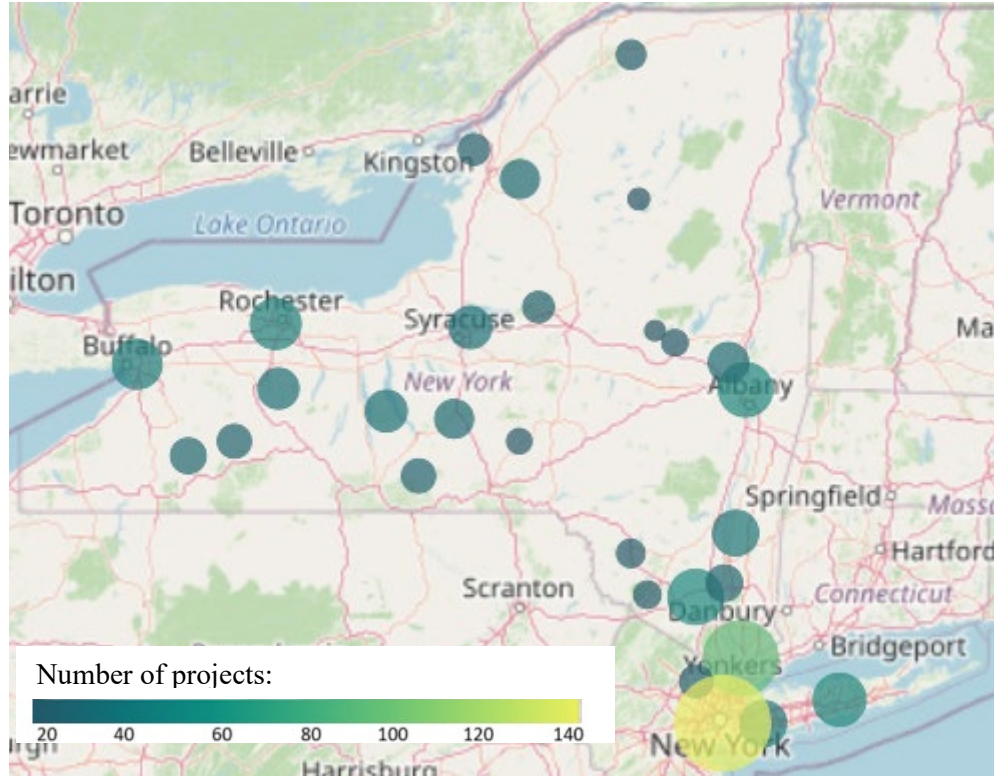 arrie
ewmarket
Belleville
Kingston
Toronto
Lake Ontario
Vermont
ilton
Rochester
Syracuse
Buffalo
New York
Albany
Ma
Springfield
Massa
Hartford
Scranton
Danbury
Connecticut
Yonkers
Bridgeport
Number of projects:
20 40 60 80 100 120 140
New York
Harrisburg